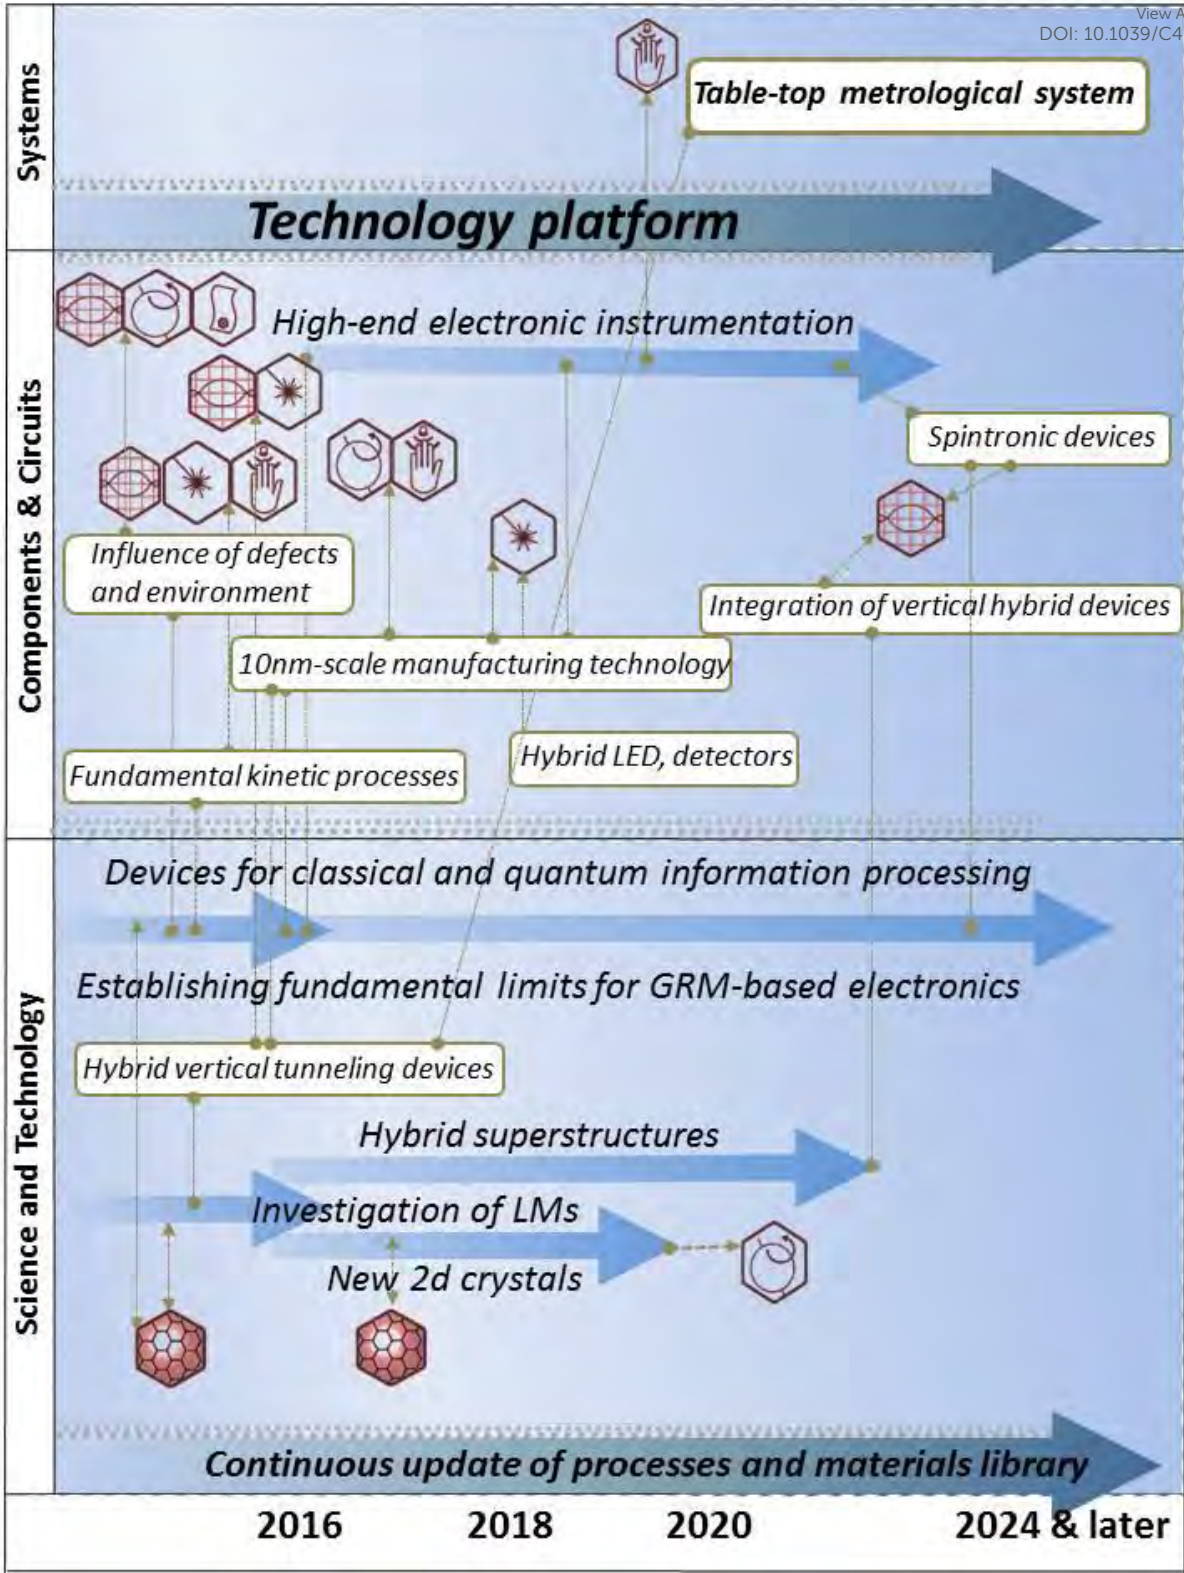 View A
DOI: 10.1039/C4
Systems
Table-top metrological system
Technology platform
Components & Circuits
High-end electronic instrumentation
Spintronic devices
Influence of defects
and environment
Integration of vertical hybrid devices
10nm-scale manufacturing technology
Hybrid LED, detectors
Fundamental kinetic processes
Science and Technology
Devices for classical and quantum information processing
Establishing fundamental limits for GRM-based electronics
Hybrid vertical tunneling devices
Hybrid superstructures
Investigation of LMs
New 2d crystals
Continuous update of processes and materials library
2016 2018 2020 2024 & later